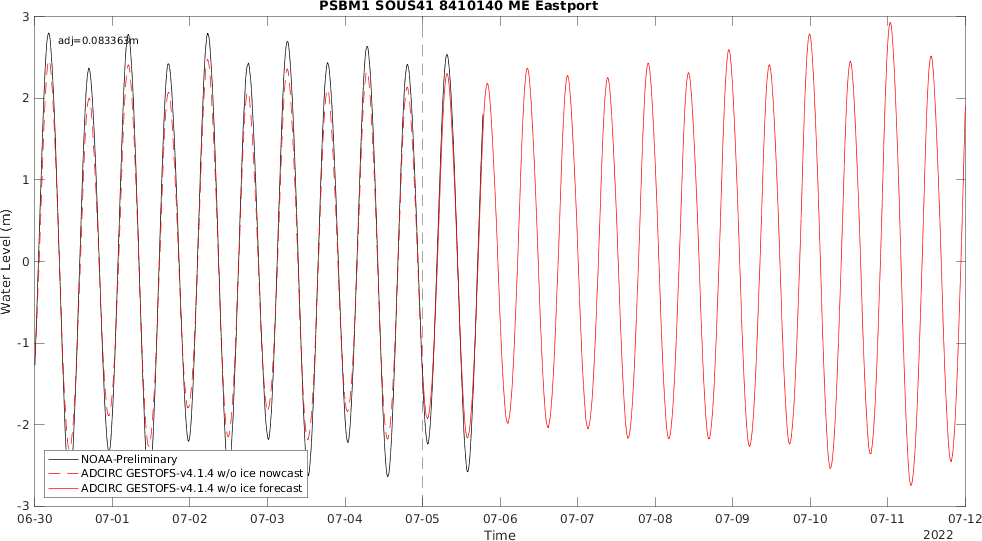 PSBM1 SOUS41 8410140 ME Eastport
adj=0.083363m
Water Level (m)
3
2
1
0
-1
-2
-3
NOAA-Preliminary
ADCIRC GESTOFS-v4.1.4 w/o ice nowcast
ADCIRC GESTOFS-v4.1.4 w/o ice forecast
06-30 07-01 07-02 07-03 07-04 07-05 07-06 07-07 07-08 07-09 07-10 07-11 07-12
Time
2022